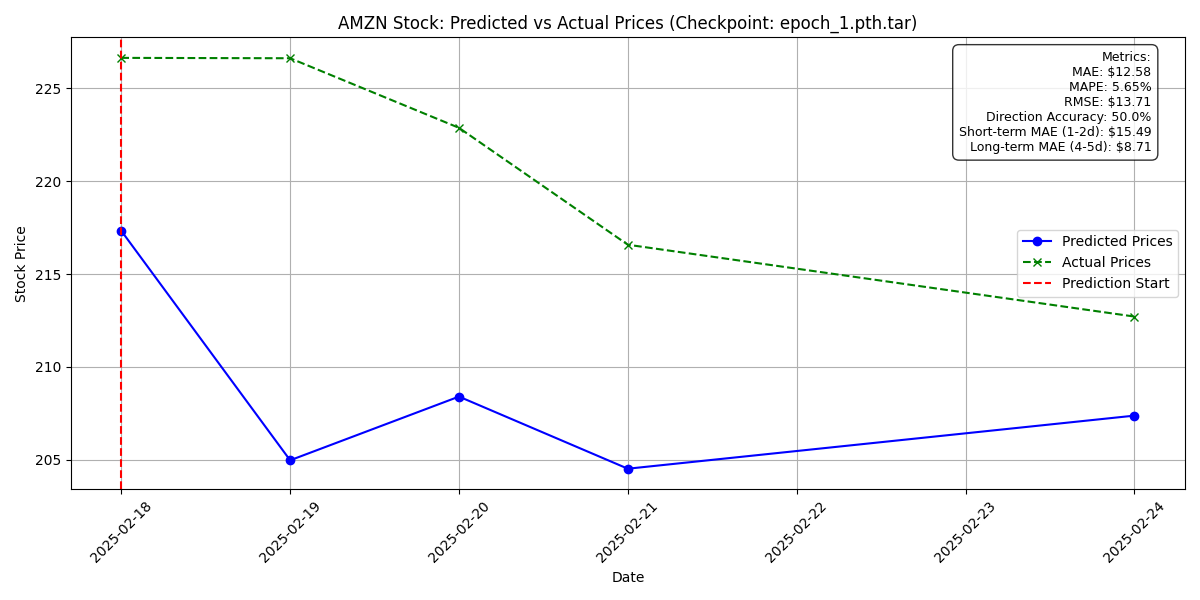 AMZN Stock: Predicted vs Actual Prices (Checkpoint: epoch_1.pth.tar)
Metrics:
MAE: $12.58
MAPE: 5.65%
RMSE: $13.71
Direction Accuracy: 50.0%
Short-term MAE (1-2d): $15.49
Long-term MAE (4-5d): $8.71
Predicted Prices
Actual Prices
Prediction Start
Stock Price
225
220
215
210
205
2025-02-18
2025-02-19
2025-02-20
2025-02-21
2025-02-22
2025-02-23
2025-02-24
Date